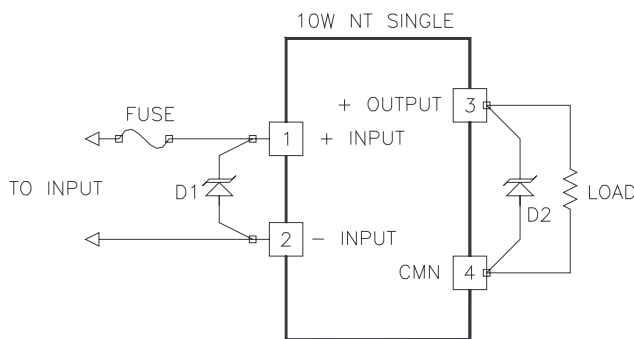 10W NT SINGLE
FUSE
+ OUTPUT 3
1 + INPUT
TO INPUT
D1
D2
LOAD
2 - INPUT
CMN 4